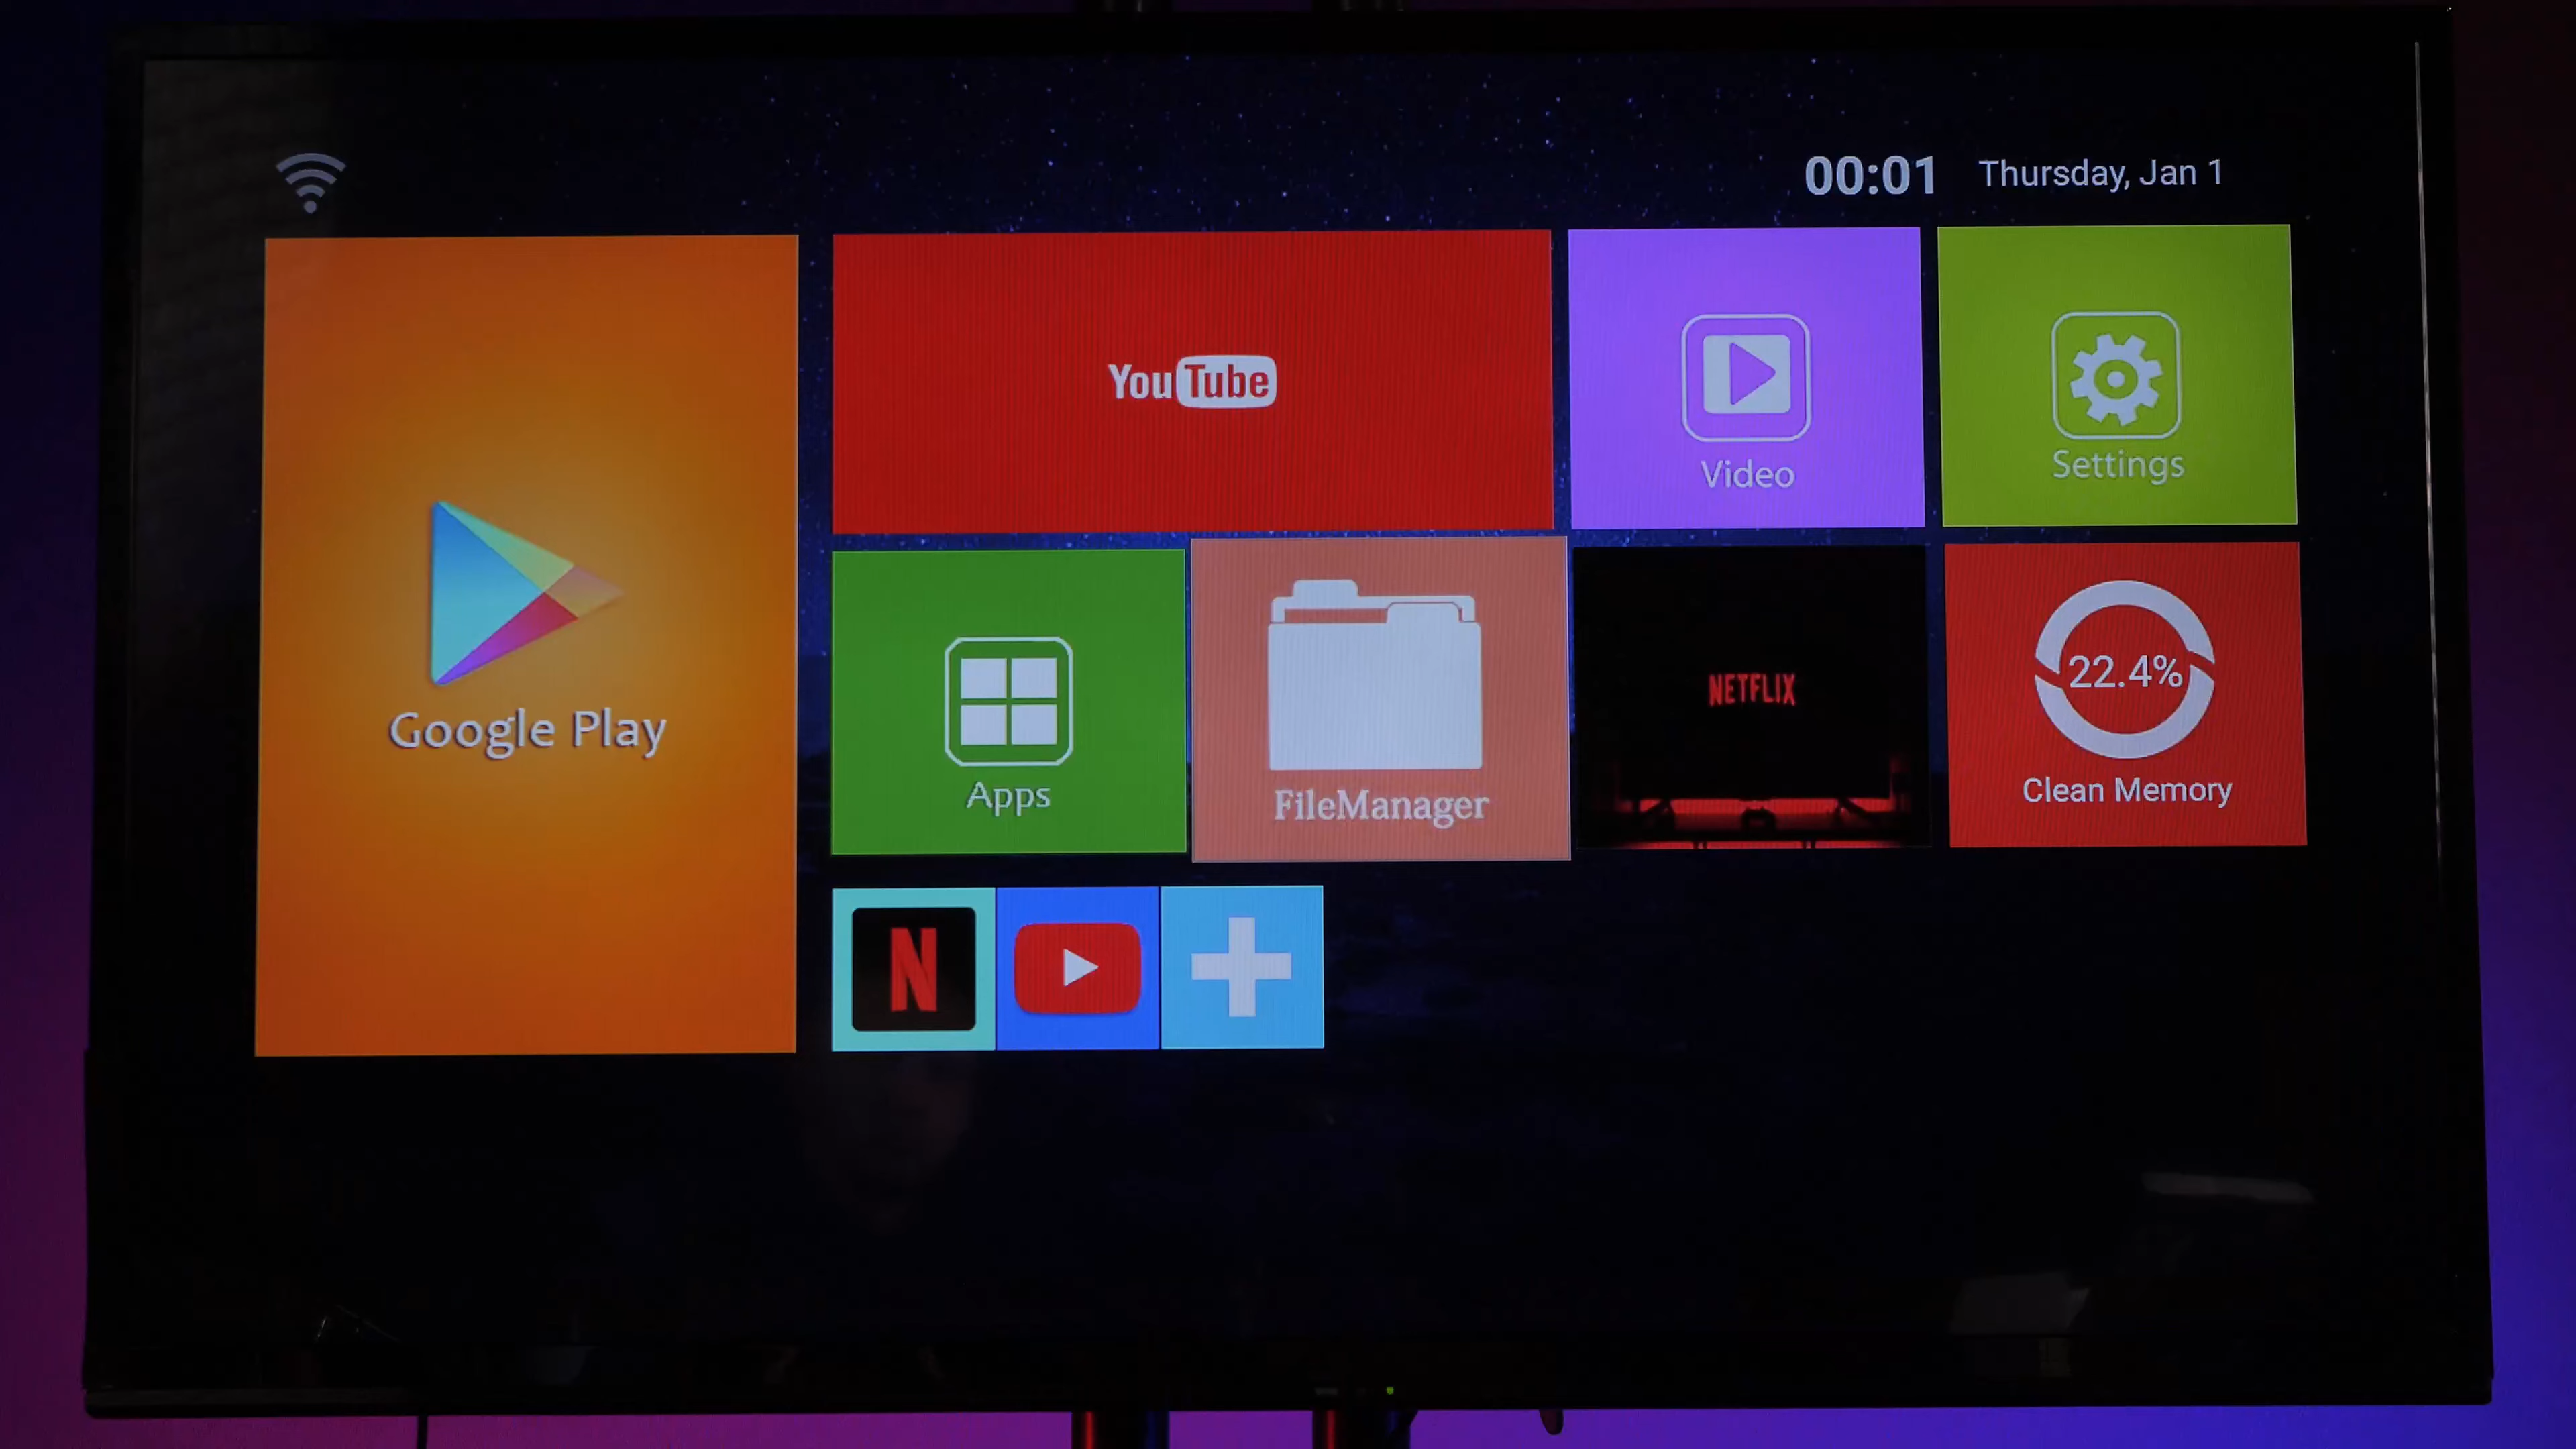 00:01 Thursday, Jan 1
YouTube
Video
Settings
Google Play
Apps
FileManager
NETFLIX
22.4%
Clean Memory
N